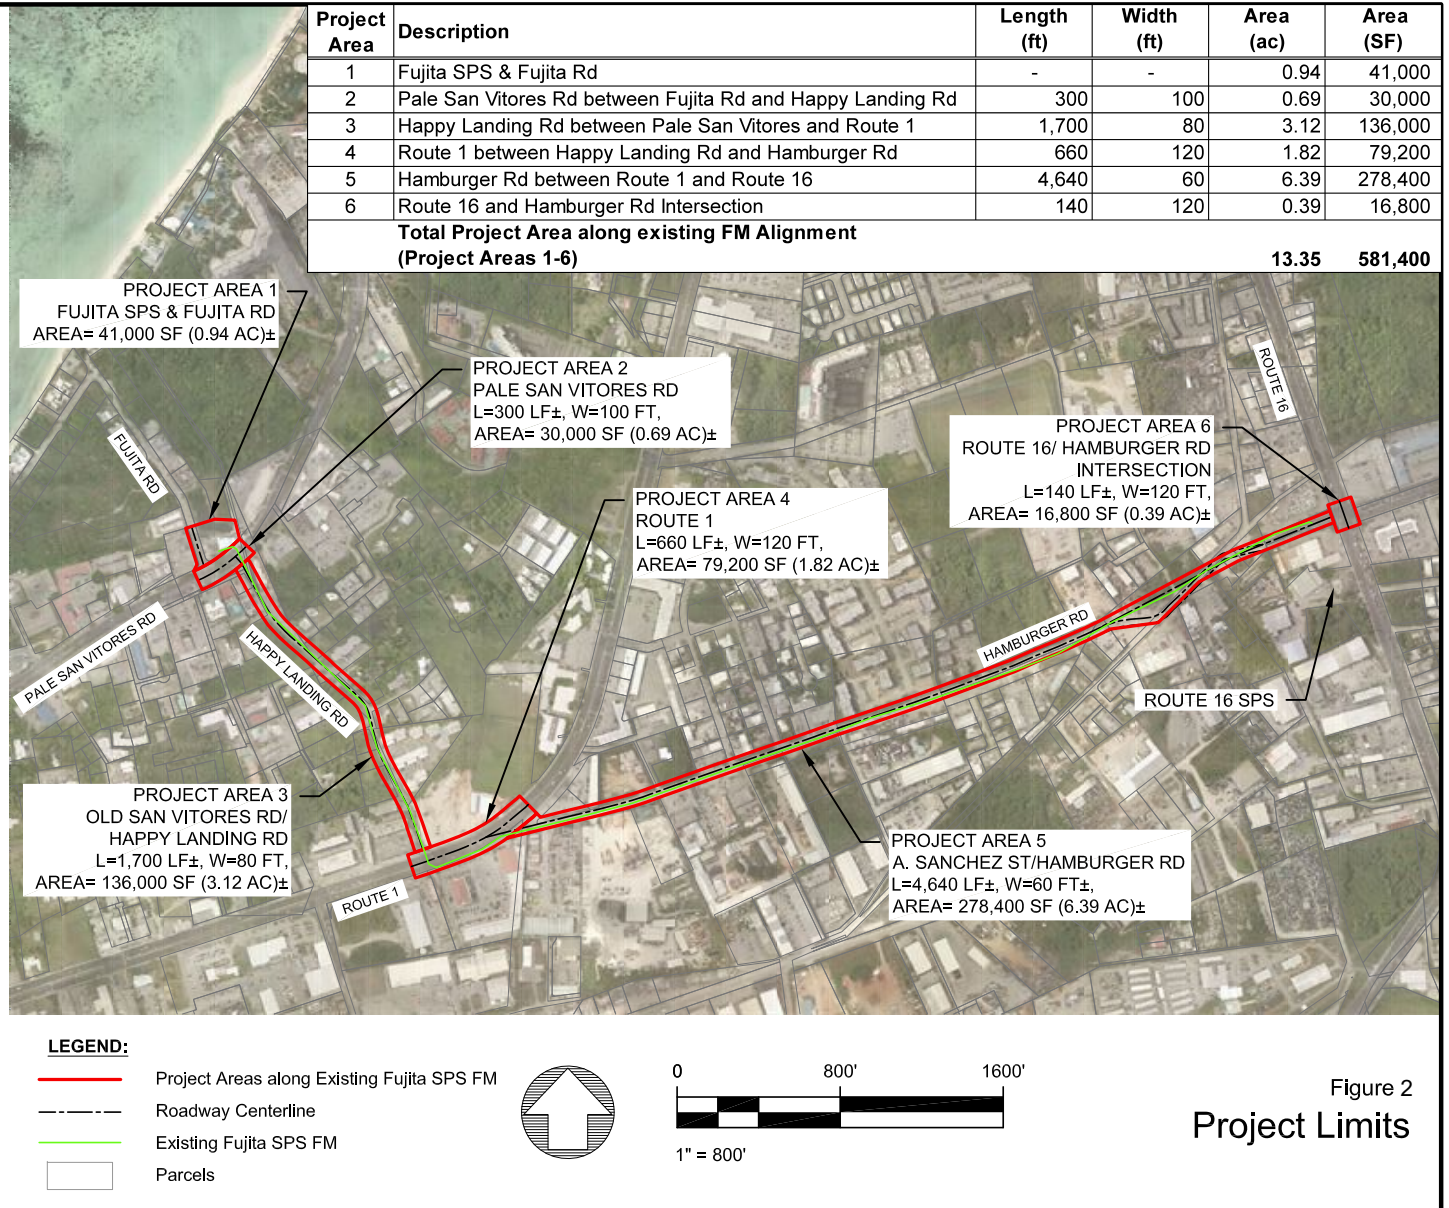 Project Area Description Length (ft) Width (ft) Area (ac) Area (SF)
1 Fujita SPS & Fujita Rd - - 0.94 41,000
2 Pale San Vitores Rd between Fujita Rd and Happy Landing Rd 300 100 0.69 30,000
3 Happy Landing Rd between Pale San Vitores and Route 1 1,700 80 3.12 136,000
4 Route 1 between Happy Landing Rd and Hamburger Rd 660 120 1.82 79,200
5 Hamburger Rd between Route 1 and Route 16 4,640 60 6.39 278,400
6 Route 16 and Hamburger Rd Intersection 140 120 0.39 16,800
Total Project Area along existing FM Alignment
(Project Areas 1-6) 13.35 581,400
PROJECT AREA 1
FUJITA SPS & FUJITA RD
AREA= 41,000 SF (0.94 AC)±
PROJECT AREA 2
PALE SAN VITORES RD
L=300 LF±, W=100 FT,
AREA= 30,000 SF (0.69 AC)±
ROUTE 16
PROJECT AREA 6
ROUTE 16/ HAMBURGER RD
INTERSECTION
L=140 LF±, W=120 FT,
AREA= 16,800 SF (0.39 AC)±
FUJITA RD
PROJECT AREA 4
ROUTE 1
L=660 LF±, W=120 FT,
AREA= 79,200 SF (1.82 AC)±
PALE SAN VITORES RD
HAPPY LANDING RD
HAMBURGER RD
ROUTE 16 SPS
PROJECT AREA 3
OLD SAN VITORES RD/
HAPPY LANDING RD
L=1,700 LF±, W=80 FT,
AREA= 136,000 SF (3.12 AC)±
ROUTE 1
PROJECT AREA 5
A. SANCHEZ ST/HAMBURGER RD
L=4,640 LF±, W=60 FT±,
AREA= 278,400 SF (6.39 AC)±
LEGEND:
Project Areas along Existing Fujita SPS FM
Roadway Centerline
Existing Fujita SPS FM
Parcels
0 800' 1600'
1" = 800'
Figure 2
Project Limits